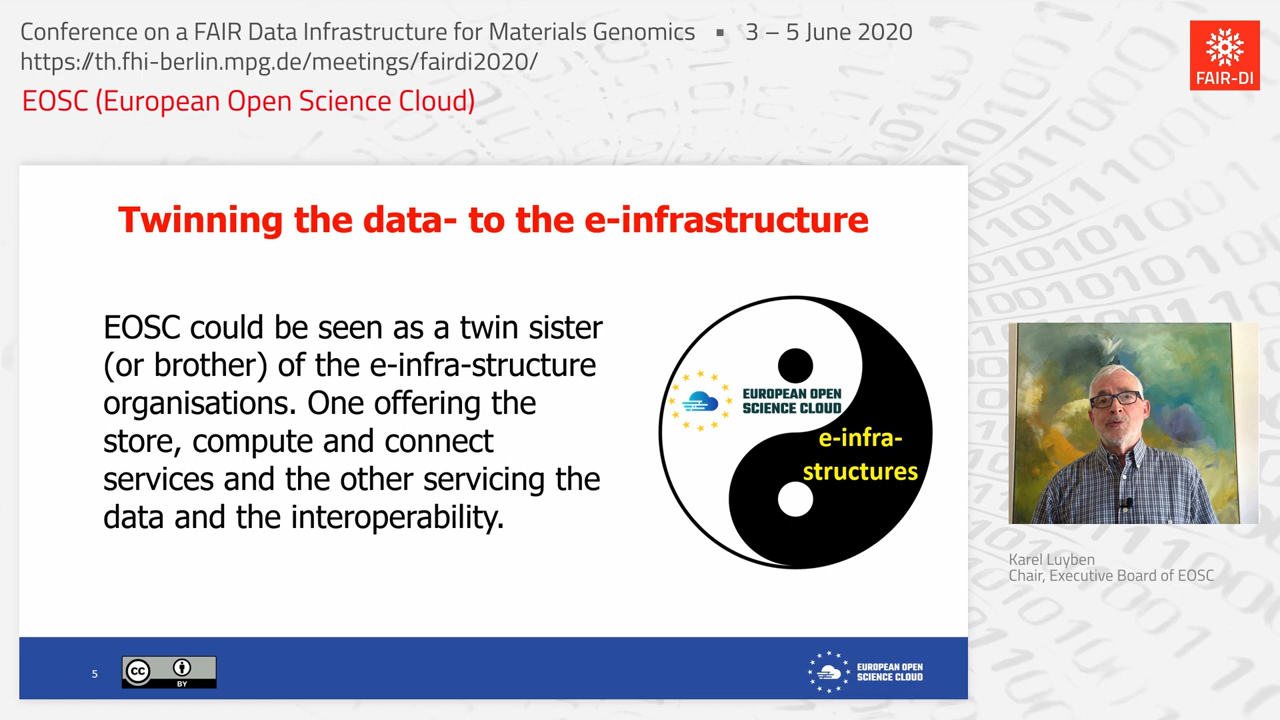 Conference on a FAIR Data Infrastructure for Materials Genomics ▪ 3 – 5 June 2020
https://th.fhi-berlin.mpg.de/meetings/fairdi2020/
EOSC (European Open Science Cloud)
FAIR-DI
Twinning the data- to the e-infrastructure
EOSC could be seen as a twin sister
(or brother) of the e-infra-structure
organisations. One offering the
store, compute and connect
services and the other servicing the
data and the interoperability.
EUROPEAN OPEN
SCIENCE CLOUD
e-infra-
structures
Karel Luyben
Chair, Executive Board of EOSC
5
cc
BY
EUROPEAN OPEN
SCIENCE CLOUD